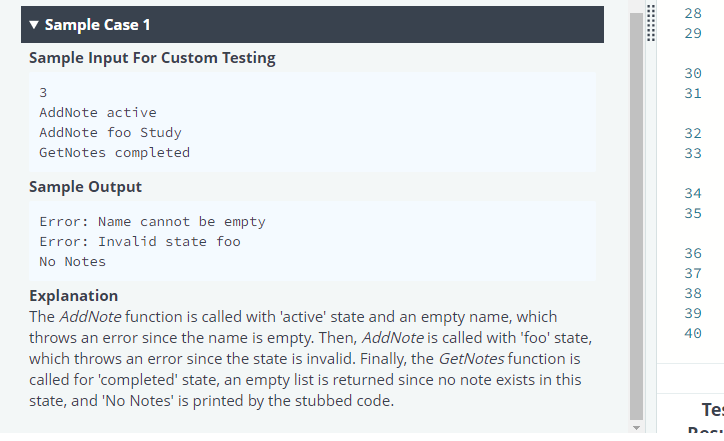 ▼ Sample Case 1
Sample Input For Custom Testing
3
AddNote active
AddNote foo Study
GetNotes completed
Sample Output
Error: Name cannot be empty
Error: Invalid state foo
No Notes
Explanation
The AddNote function is called with 'active' state and an empty name, which
throws an error since the name is empty. Then, AddNote is called with 'foo' state,
which throws an error since the state is invalid. Finally, the GetNotes function is
called for 'completed' state, an empty list is returned since no note exists in this
state, and 'No Notes' is printed by the stubbed code.
28
29
30
31
32
33
34
35
36
37
38
39
40